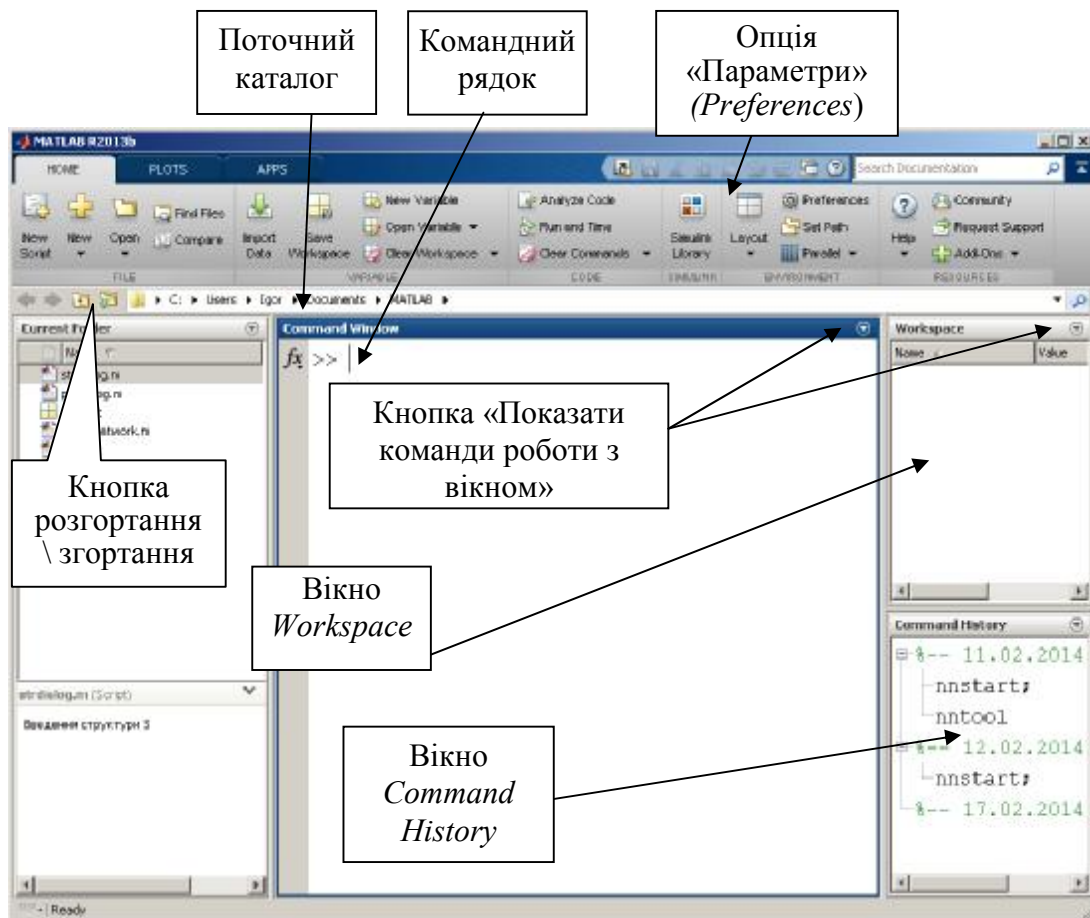 Поточний
каталог
Командний
рядок
Опція
«Параметри»
(Preferences)
MATLAB R2013b
HOME
PLOTS
APPS
Search Documentation
New
Script
New
Open
Find Files
Compare
Import
Data
Save
Workspace
New Variable
Open Variable
Clear Workspace
Analyze Code
Run and Time
Clear Commands
Simulink
Library
Layout
Preferences
Set Path
Parallel
Help
Community
Request Support
Add-Ons
FILE
VARIABLE
CODE
SIMULINK
ENVIRONMENT
RESOURCES
C: Users Igor Documents MATLAB
Current Folder
Command Window
fx >>
Workspace
Name
Value
Кнопка «Показати
команди роботи з
вікном»
Кнопка
розгортання
\ згортання
Вікно
Workspace
strdialog.m (Script)
Введення структури S
Вікно
Command
History
Command History
%-- 11.02.2014
nnstart;
nntool
%-- 12.02.2014
nnstart;
%-- 17.02.2014
Ready